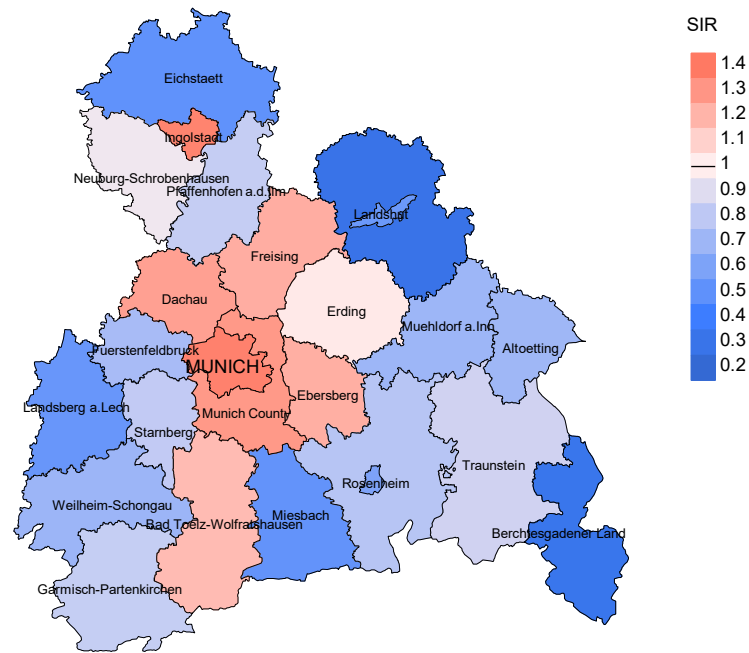 SIR
1.4
1.3
1.2
1.1
1
0.9
0.8
0.7
0.6
0.5
0.4
0.3
0.2
Eichstaett
Ingolstadt
Neuburg-Schrobenhausen
Pfaffenhofen a.d.Ilm
Landshut
Freising
Dachau
Erding
Muehldorf a.Inn
Altoetting
Fuerstenfeldbruck
MUNICH
Ebersberg
Landsberg a.Lech
Munich County
Starnberg
Traunstein
Rosenheim
Weilheim-Schongau
Miesbach
Bad Toelz-Wolfratshausen
Berchtesgadener Land
Garmisch-Partenkirchen